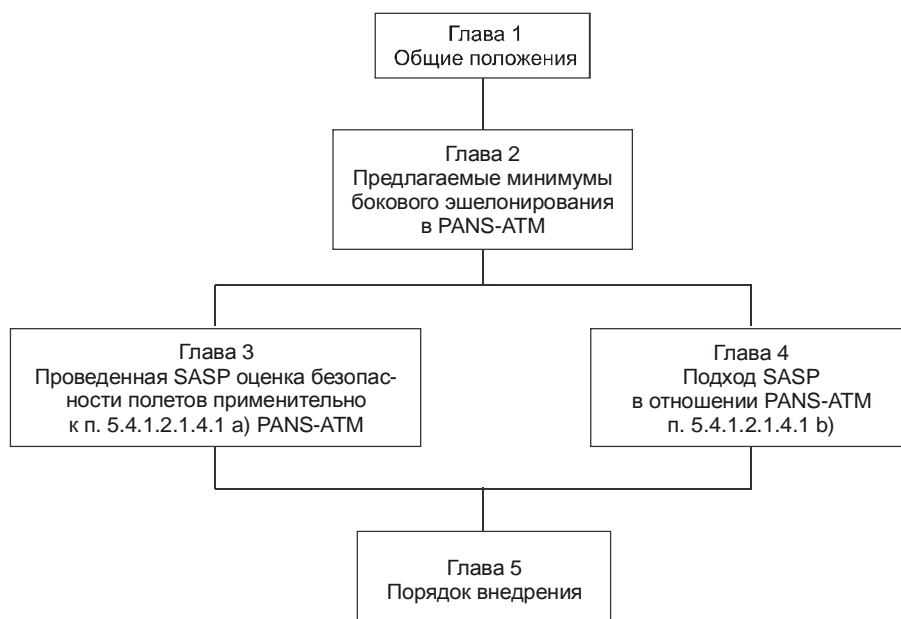 Глава 1
Общие положения
Глава 2
Предлагаемые минимумы
бокового эшелонирования
в PANS-ATM
Глава 3
Проведенная SASP оценка безопас-
ности полетов применительно
к п. 5.4.1.2.1.4.1 a) PANS-ATM
Глава 4
Подход SASP
в отношении PANS-ATM
п. 5.4.1.2.1.4.1 b)
Глава 5
Порядок внедрения